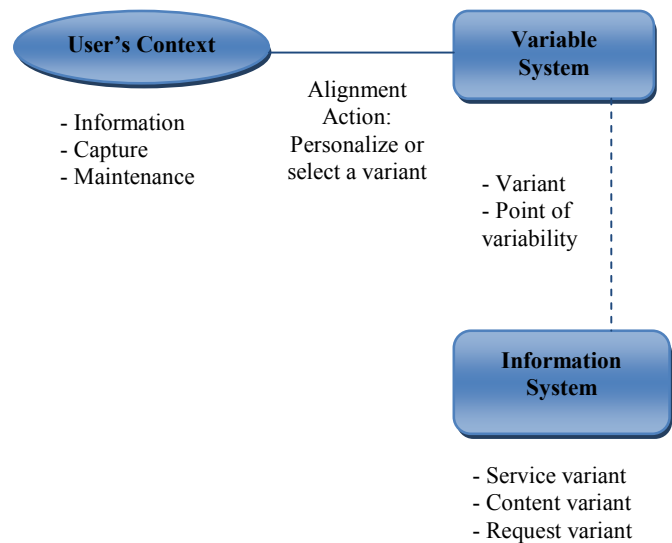 User's Context
Variable
System
Alignment
Action:
Personalize or
select a variant
- Information
- Capture
- Maintenance
- Variant
- Point of
variability
Information
System
- Service variant
- Content variant
- Request variant